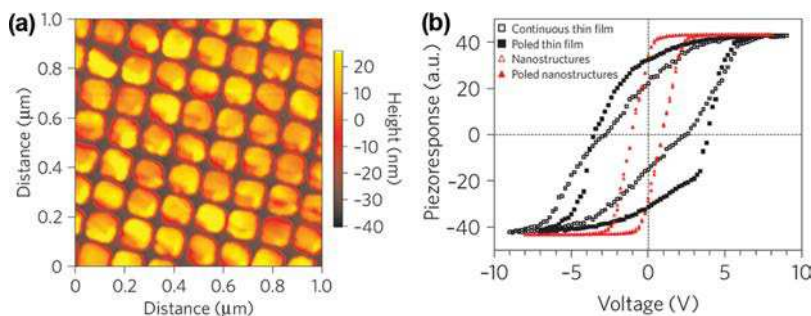 (a)
1.0
0.8
0.6
0.4
0.2
0
Distance (μm)
0 0.2 0.4 0.6 0.8 1.0
Distance (μm)
20
10
0
−10
−20
−30
−40
Height (nm)
(b)
Continuous thin film
Poled thin film
Nanostructures
Poled nanostructures
40
20
0
−20
−40
Piezoresponse (a.u.)
−10 −5 0 5 10
Voltage (V)